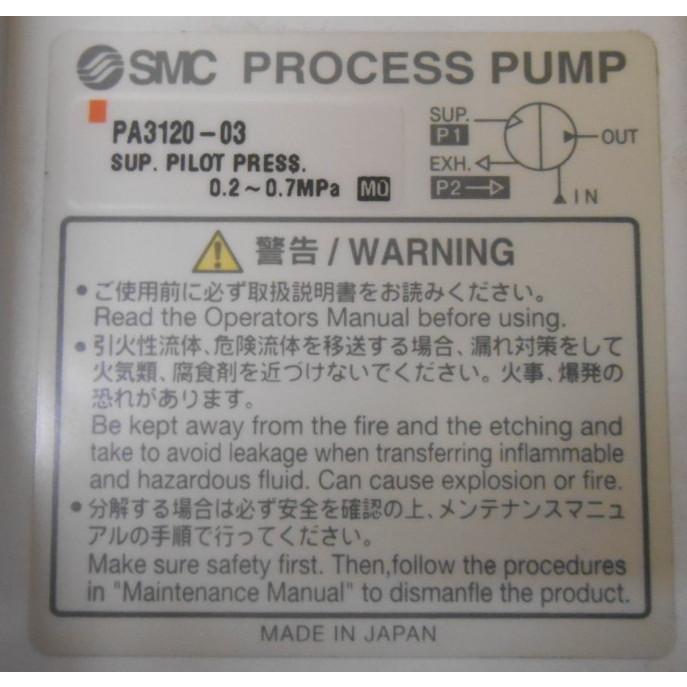 SMC PROCESS PUMP
PA3120-03
SUP. PILOT PRESS.
0.2~0.7MPa MO
SUP.
P1
EXH.
P2
OUT
IN
警告 / WARNING
•ご使用前に必ず取扱説明書をお読みください。
Read the Operators Manual before using.
•引火性流体、危険流体を移送する場合、漏れ対策をして
火気類、腐食剤を近づけないでください。火事、爆発の
恐れがあります。
Be kept away from the fire and the etching and
take to avoid leakage when transferring inflammable
and hazardous fluid. Can cause explosion or fire.
•分解する場合は必ず安全を確認の上、メンテナンスマニュ
アルの手順で行ってください。
Make sure safety first. Then,follow the procedures
in "Maintenance Manual" to dismanfle the product.
MADE IN JAPAN